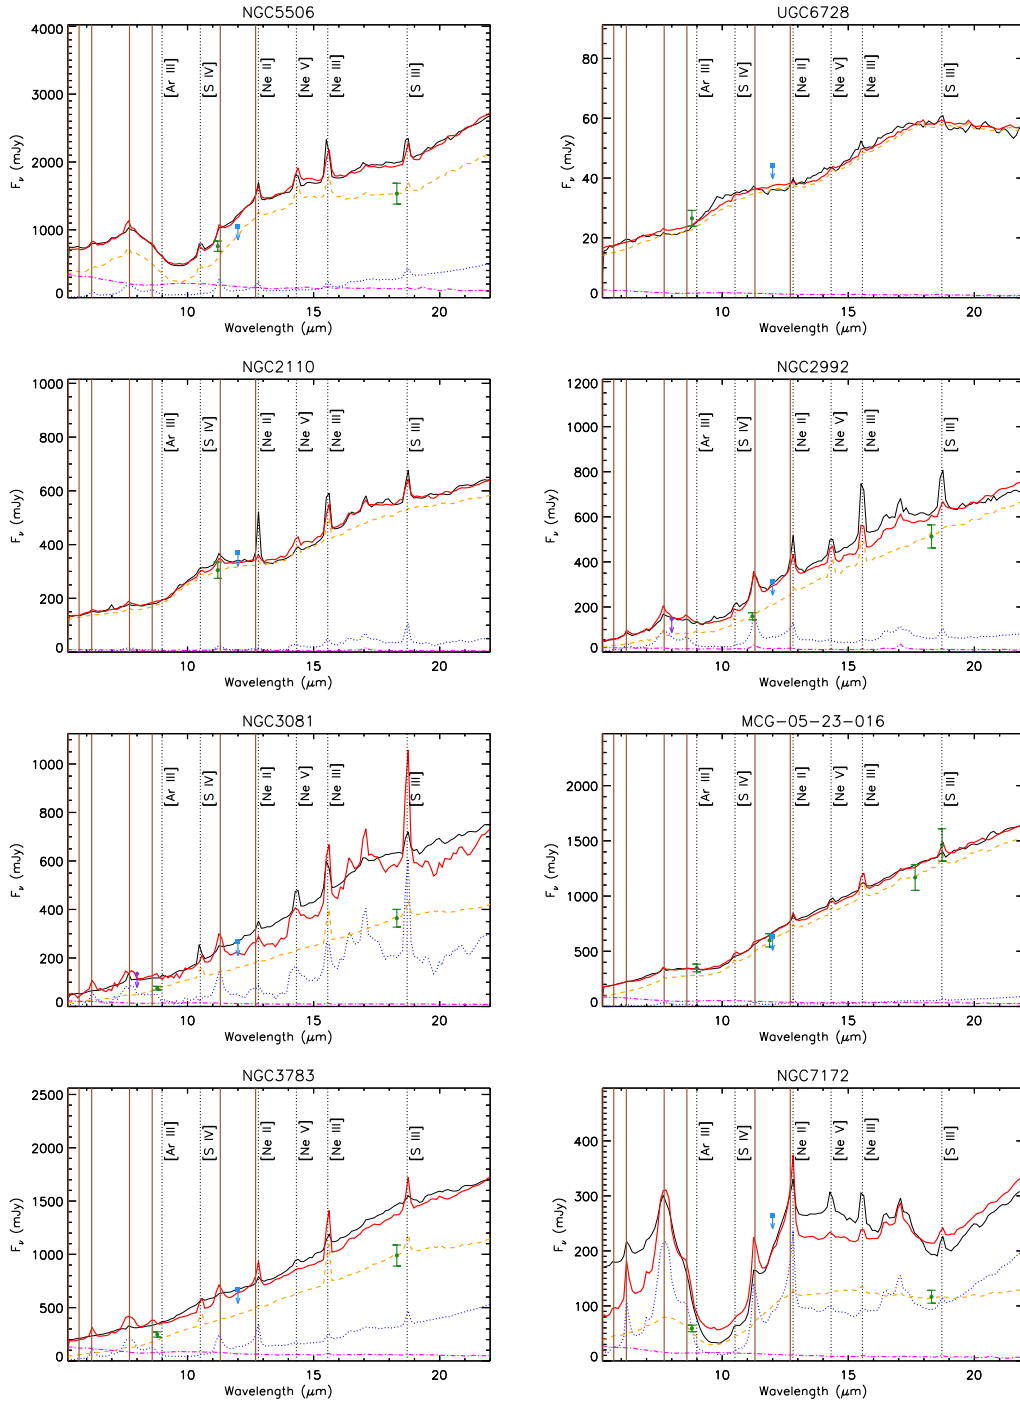 NGC5506
4000
3000
2000
1000
0
Fν (mJy)
[Ar III]
[S IV]
[Ne II]
[Ne V]
[Ne III]
[S III]
10 15 20
Wavelength (μm)
UGC6728
80
60
40
20
0
Fν (mJy)
[Ar III]
[S IV]
[Ne II]
[Ne V]
[Ne III]
[S III]
10 15 20
Wavelength (μm)
NGC2110
1000
800
600
400
200
0
Fν (mJy)
[Ar III]
[S IV]
[Ne II]
[Ne V]
[Ne III]
[S III]
10 15 20
Wavelength (μm)
NGC2992
1200
1000
800
600
400
200
0
Fν (mJy)
[Ar III]
[S IV]
[Ne II]
[Ne V]
[Ne III]
[S III]
10 15 20
Wavelength (μm)
NGC3081
1000
800
600
400
200
0
Fν (mJy)
[Ar III]
[S IV]
[Ne II]
[Ne V]
[Ne III]
[S III]
10 15 20
Wavelength (μm)
MCG-05-23-016
2000
1500
1000
500
0
Fν (mJy)
[Ar III]
[S IV]
[Ne II]
[Ne V]
[Ne III]
[S III]
10 15 20
Wavelength (μm)
NGC3783
2500
2000
1500
1000
500
0
Fν (mJy)
[Ar III]
[S IV]
[Ne II]
[Ne V]
[Ne III]
[S III]
10 15 20
Wavelength (μm)
NGC7172
400
300
200
100
0
Fν (mJy)
[Ar III]
[S IV]
[Ne II]
[Ne V]
[Ne III]
[S III]
10 15 20
Wavelength (μm)